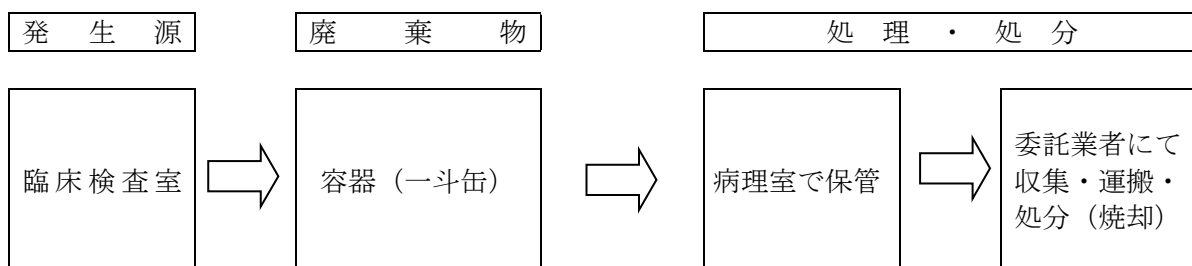 発生源
廃棄物
処理・処分
臨床検査室
容器（一斗缶）
病理室で保管
委託業者にて
収集・運搬・
処分（焼却）